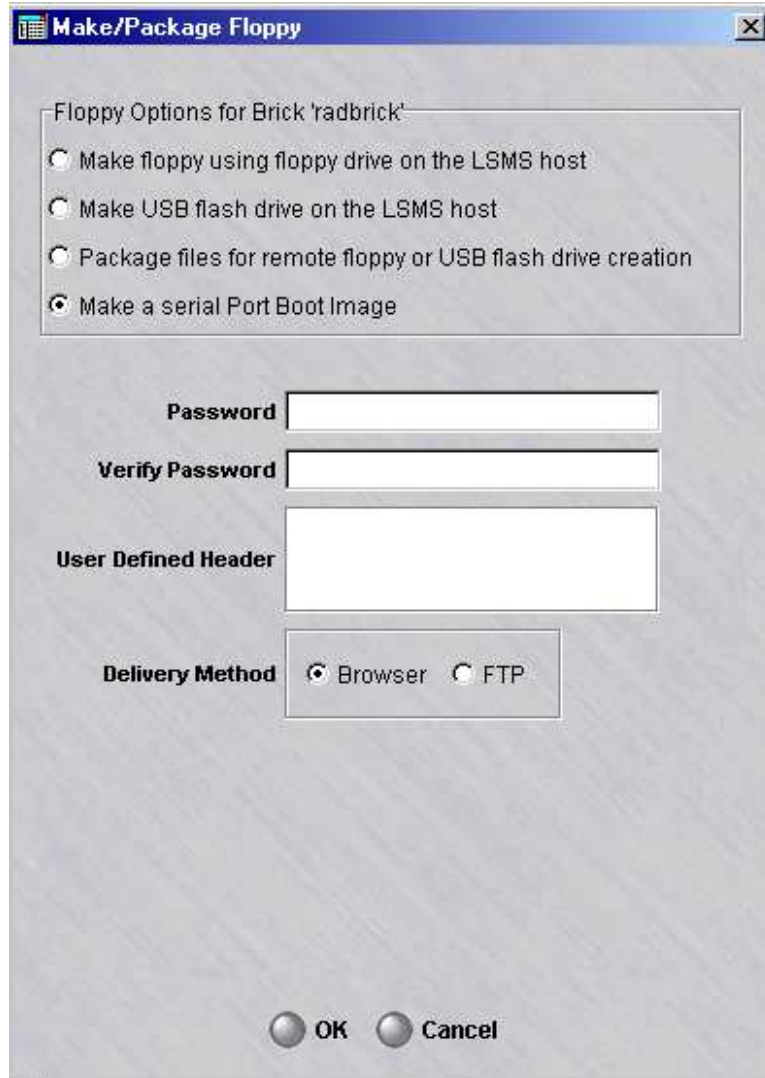 Make/Package Floppy
Floppy Options for Brick 'radbrick'
Make floppy using floppy drive on the LSMS host
Make USB flash drive on the LSMS host
Package files for remote floppy or USB flash drive creation
Make a serial Port Boot Image
Password
Verify Password
User Defined Header
Delivery Method Browser FTP
OK Cancel